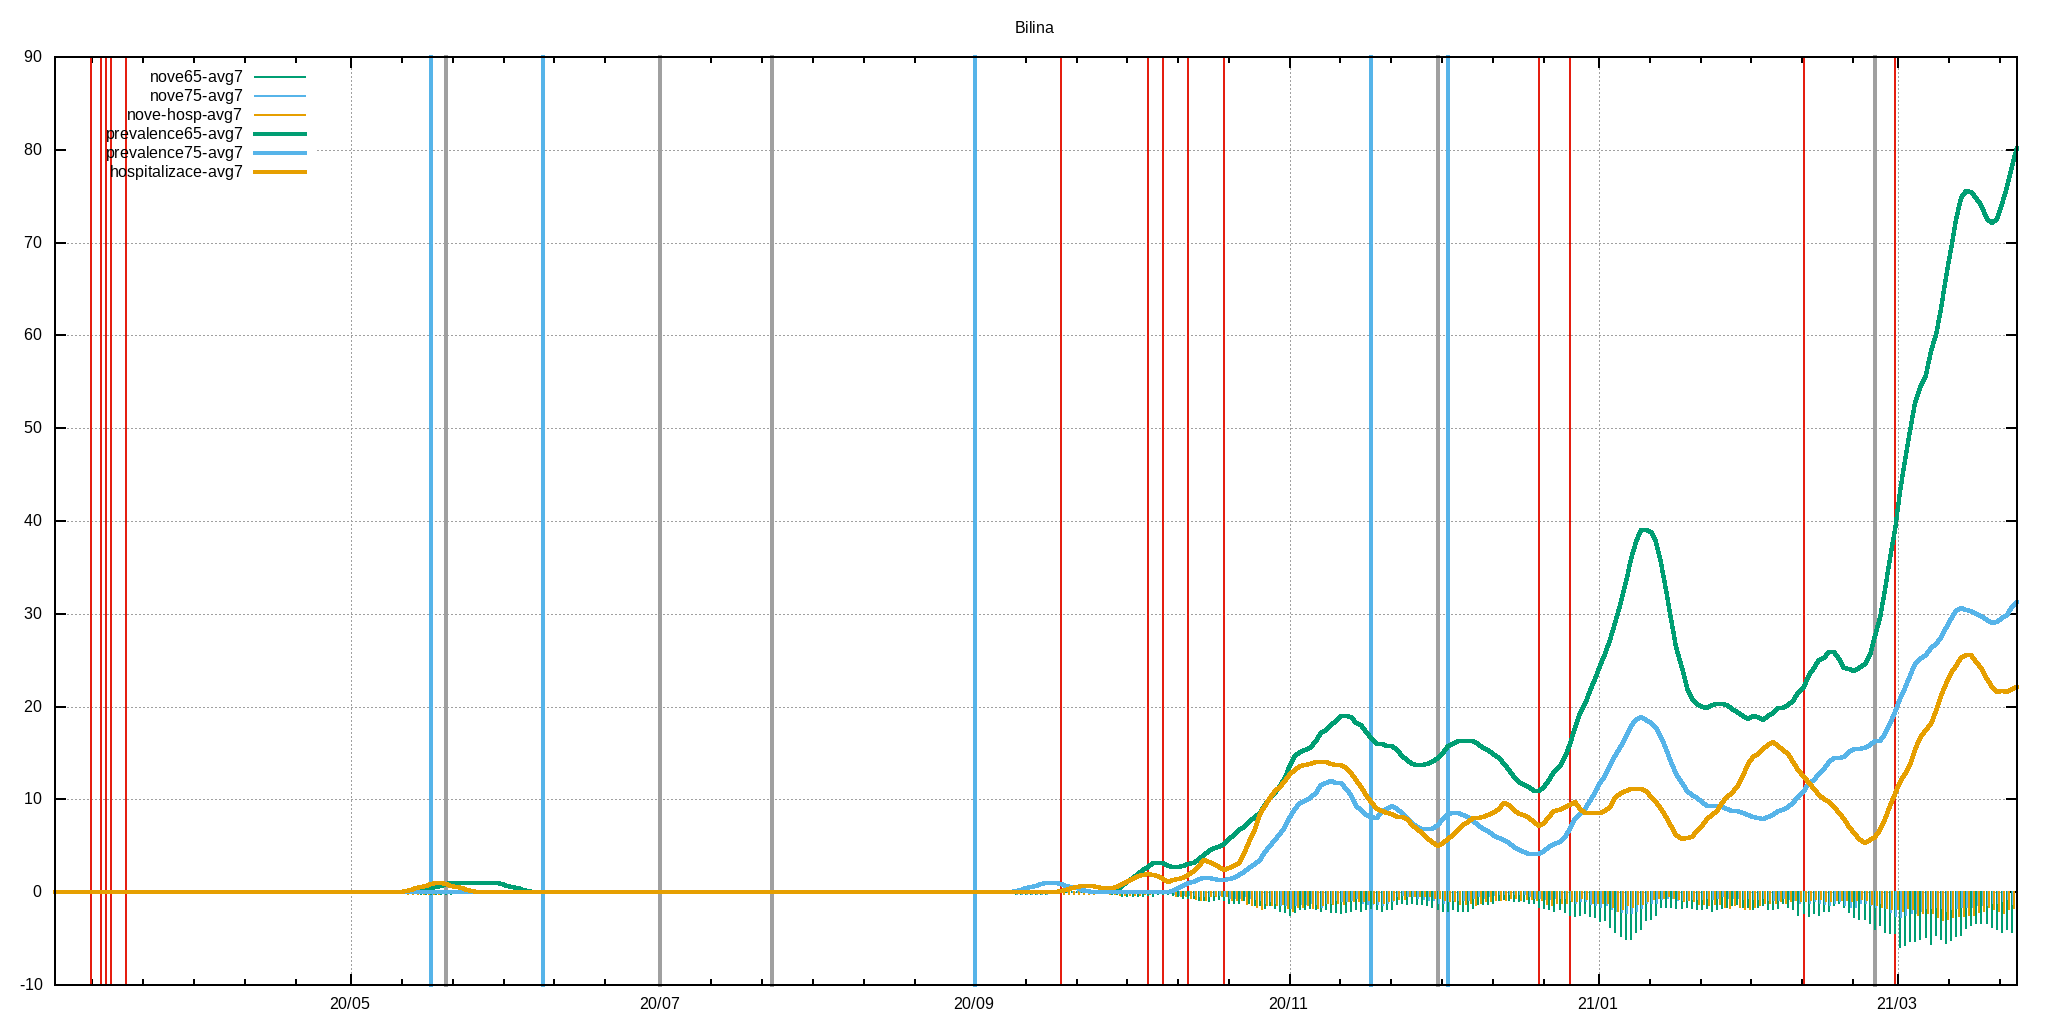 Bilina
90
80
70
60
50
40
30
20
10
0
-10
nove65-avg7
nove75-avg7
nove-hosp-avg7
prevalence65-avg7
prevalence75-avg7
hospitalizace-avg7
20/05 20/07 20/09 20/11 21/01 21/03